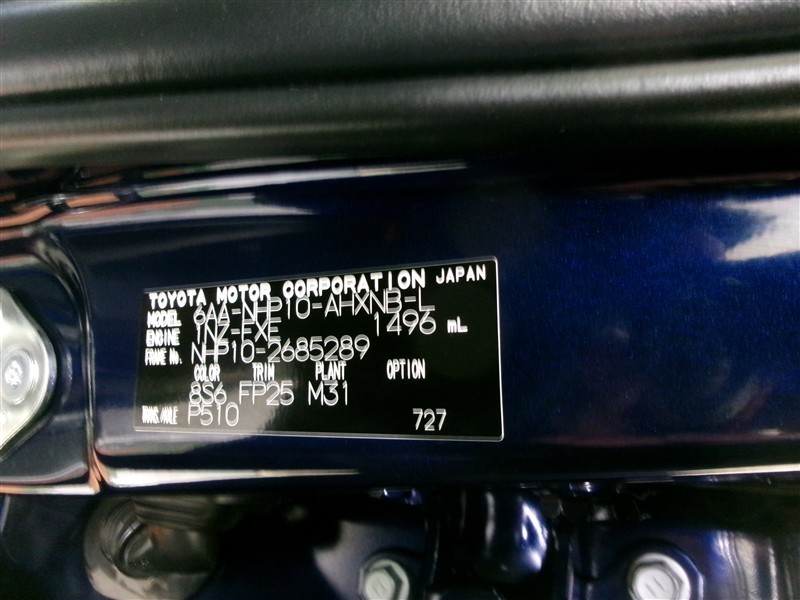 TOYOTA MOTOR CORPORATION JAPAN
MODEL 6AA-NHP10-AHXNB-L
ENGINE 1NZ-FXE 1496 mL
FRAME No. NHP10-2685289
COLOR TRIM PLANT OPTION
8S6 FP25 M31
TRANS./AXLE P510 727